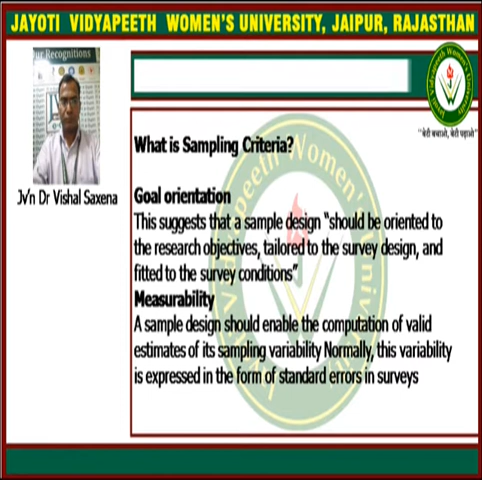 JAYOTI VIDYAPEETH WOMEN'S UNIVERSITY, JAIPUR, RAJASTHAN
ur Recognitions
"बेटी बचाओ, बेटी पढ़ाओ"
Jv'n Dr Vishal Saxena
What is Sampling Criteria?
Goal orientation
This suggests that a sample design “should be oriented to
the research objectives, tailored to the survey design, and
fitted to the survey conditions”
Measurability
A sample design should enable the computation of valid
estimates of its sampling variability Normally, this variability
is expressed in the form of standard errors in surveys